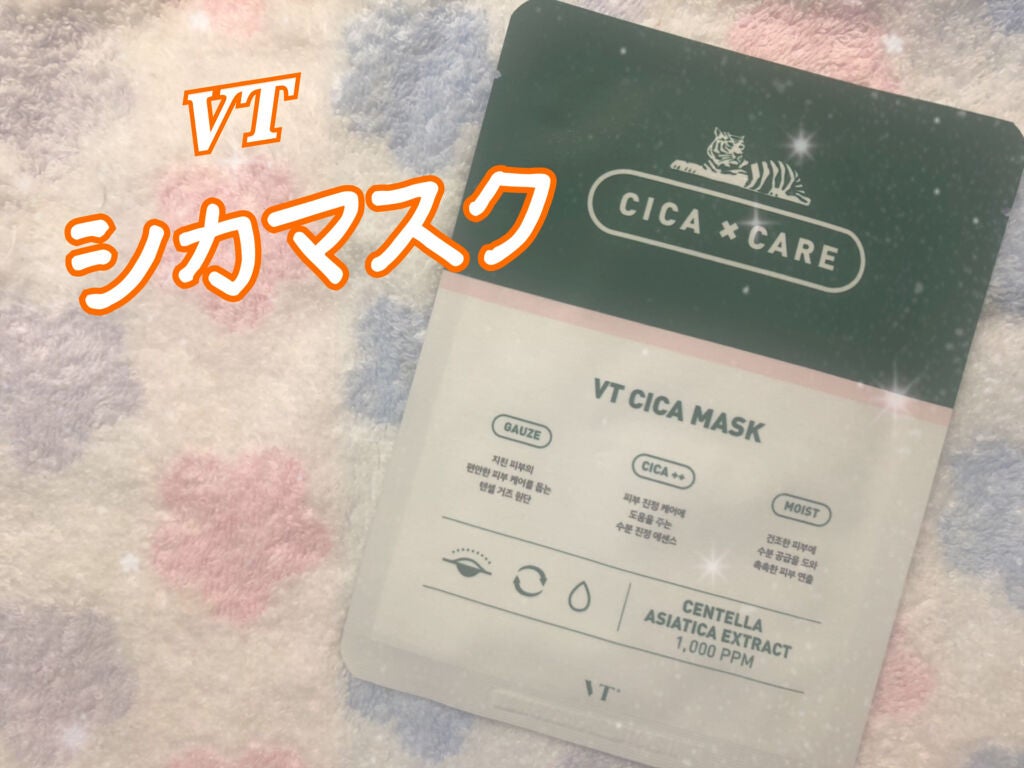 VT
シカマスク
CICA × CARE
VT CICA MASK
GAUZE
지친 피부의
편안한 피부 케어를 돕는
텐셀 거즈 원단
CICA ++
피부 진정 케어에
도움을 주는
수분 진정 에센스
MOIST
건조한 피부에
수분 공급을 도와
촉촉한 피부 연출
CENTELLA
ASIATICA EXTRACT
1,000 PPM
VT